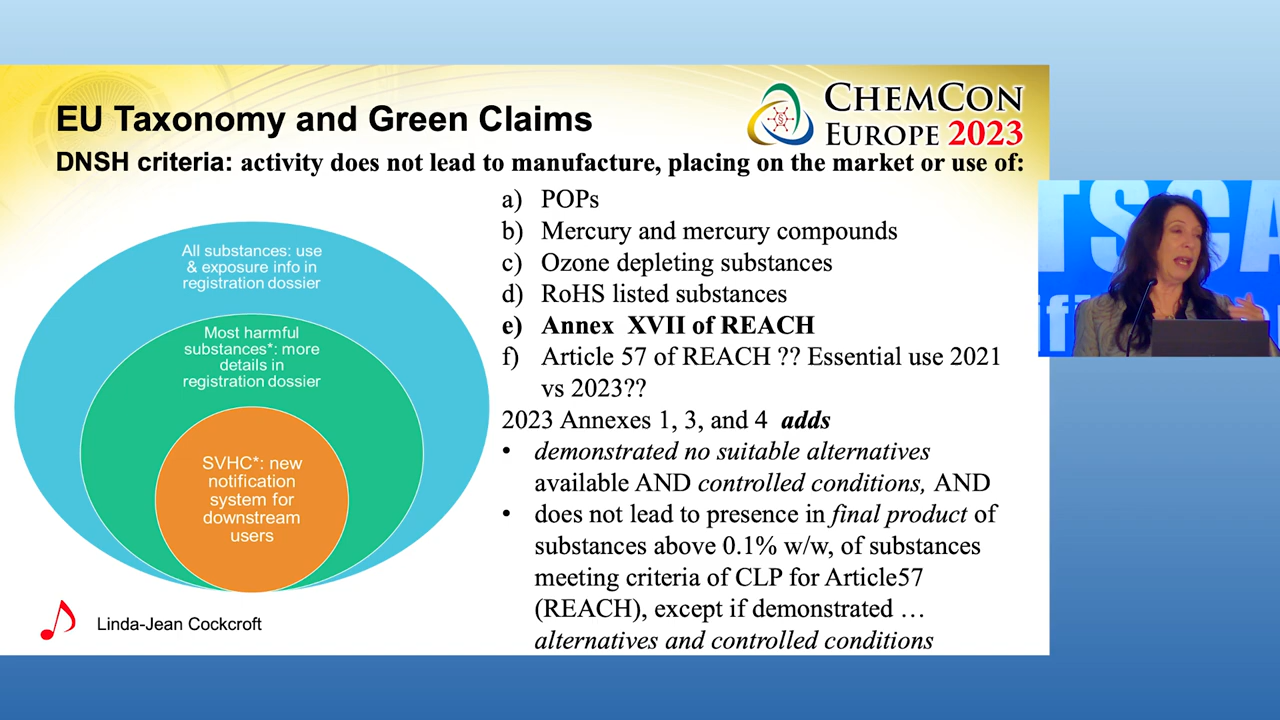 EU Taxonomy and Green Claims
CHEMCON
EUROPE 2023
DNSH criteria: activity does not lead to manufacture, placing on the market or use of:
All substances: use
& exposure info in
registration dossier
Most harmful
substances*: more
details in
registration dossier
SVHC*: new
notification
system for
downstream
users
a) POPs
b) Mercury and mercury compounds
c) Ozone depleting substances
d) RoHS listed substances
e) Annex XVII of REACH
f) Article 57 of REACH ?? Essential use 2021
vs 2023??
2023 Annexes 1, 3, and 4 adds
• demonstrated no suitable alternatives
available AND controlled conditions, AND
• does not lead to presence in final product of
substances above 0.1% w/w, of substances
meeting criteria of CLP for Article57
(REACH), except if demonstrated …
alternatives and controlled conditions
Linda-Jean Cockcroft
TSCA